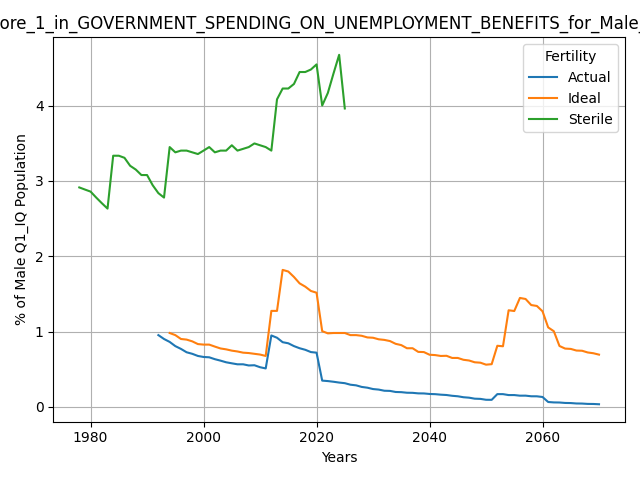 ore_1_in_GOVERNMENT_SPENDING_ON_UNEMPLOYMENT_BENEFITS_for_Male_
Fertility
Actual
Ideal
Sterile
% of Male Q1_IQ Population
4
3
2
1
0
1980 2000 2020 2040 2060
Years